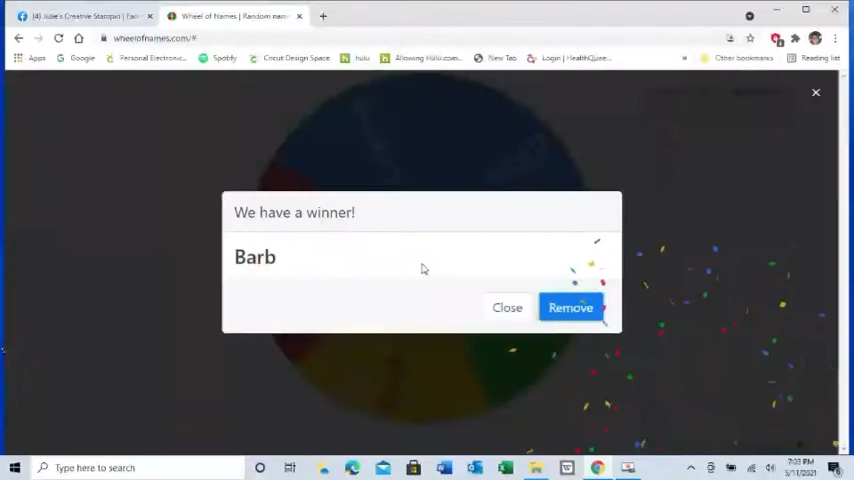 (4) Julie's Creative Stampin | Fac
Wheel of Names | Random nam
wheelofnames.com/#
Apps
Google
Personal Electronic...
Spotify
Cricut Design Space
hulu
Allowing Hulu.com...
New Tab
Login | HealthQuee...
»
Other bookmarks
Reading list
We have a winner!
Barb
Close
Remove
Type here to search
7:03 PM
5/11/2021